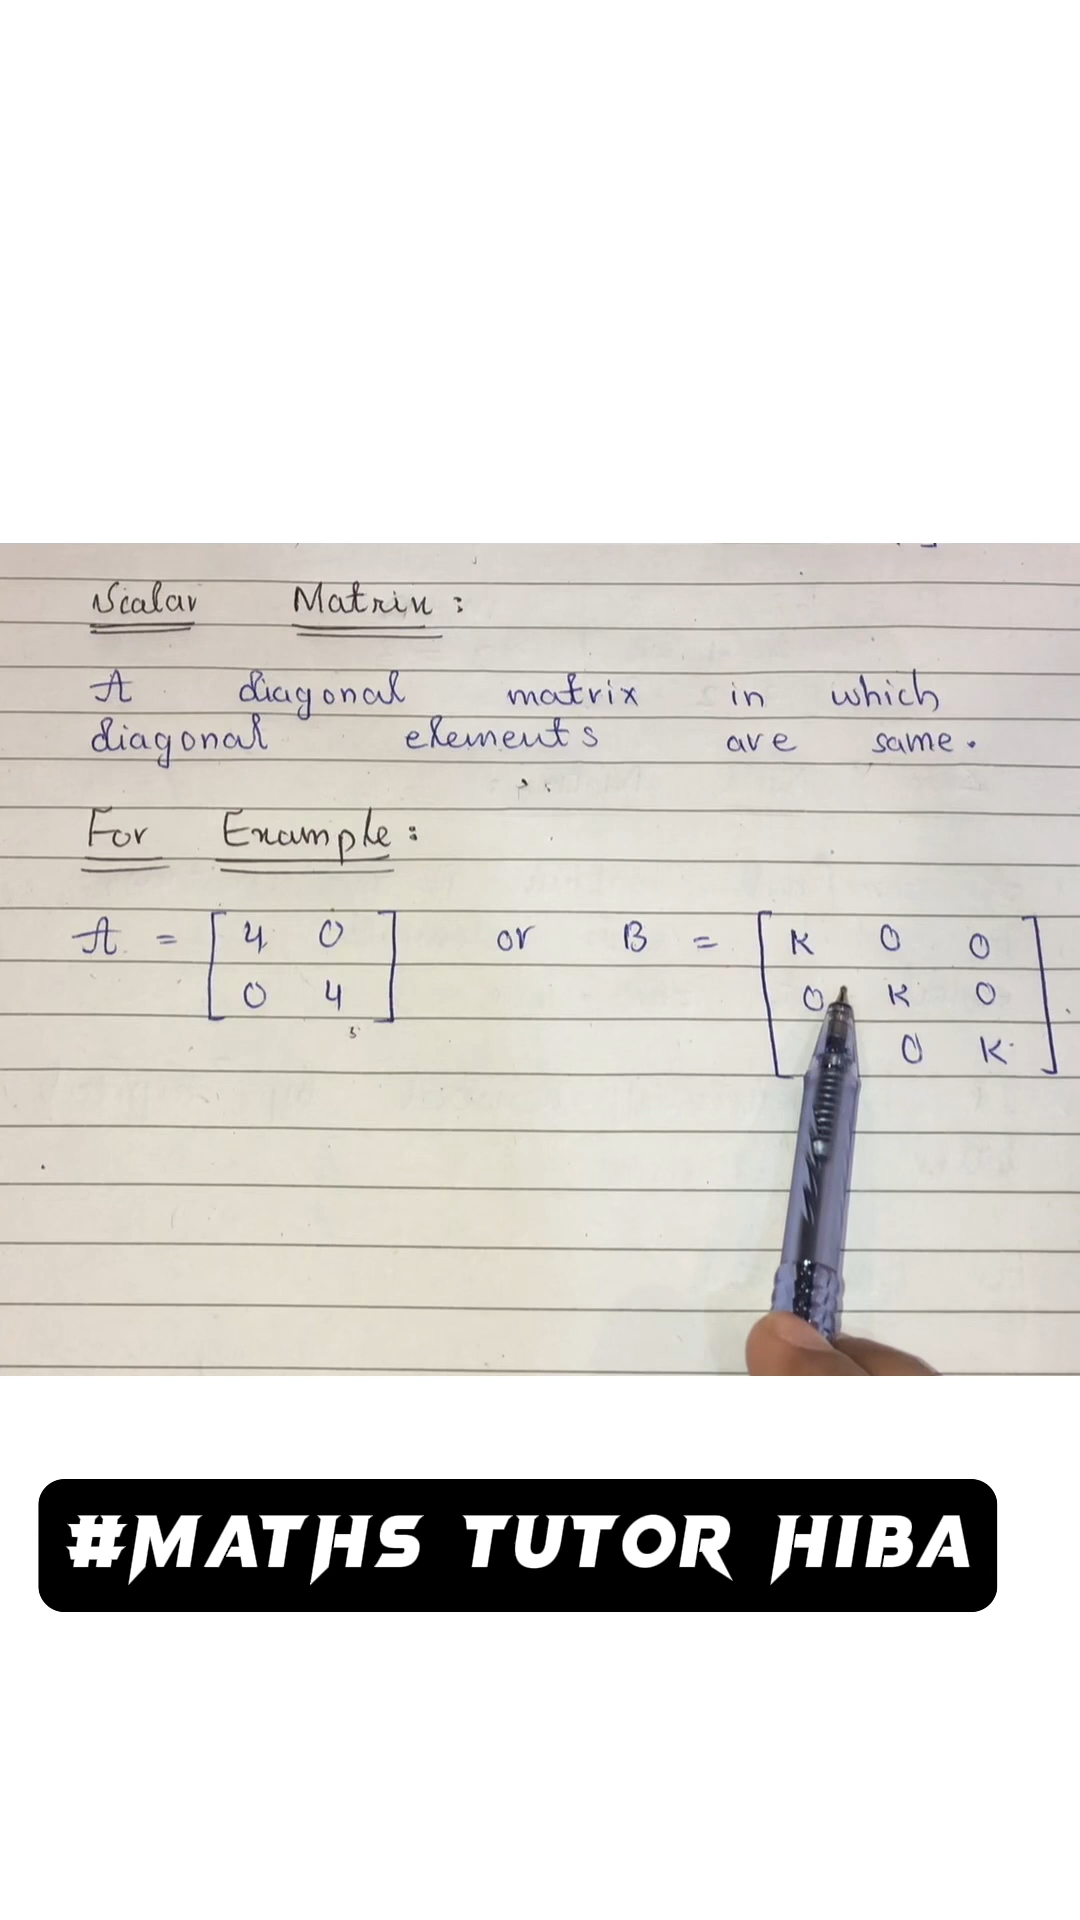 Scalar Matrix :
A diagonal matrix in which
diagonal elements are same.
For Example :
A = [ 4 0 ] or B = [ K 0 0 ]
[ 0 4 ] [ 0 K 0 ]
[ 0 K ]
#MATHS TUTOR HIBA